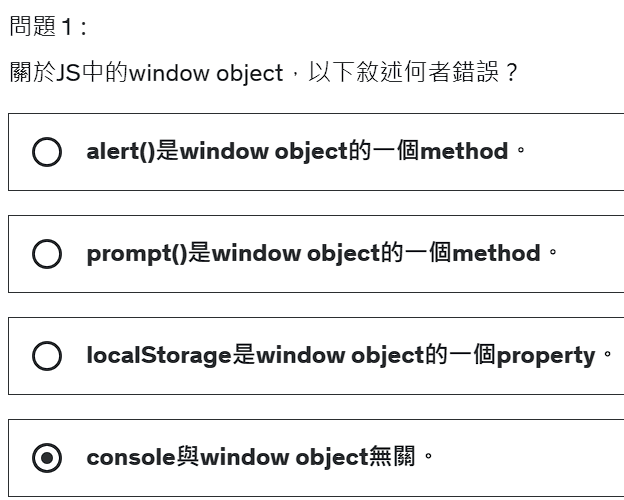 問題 1：
關於JS中的window object，以下敘述何者錯誤？
alert()是window object的一個method。
prompt()是window object的一個method。
localStorage是window object的一個property。
console與window object無關。